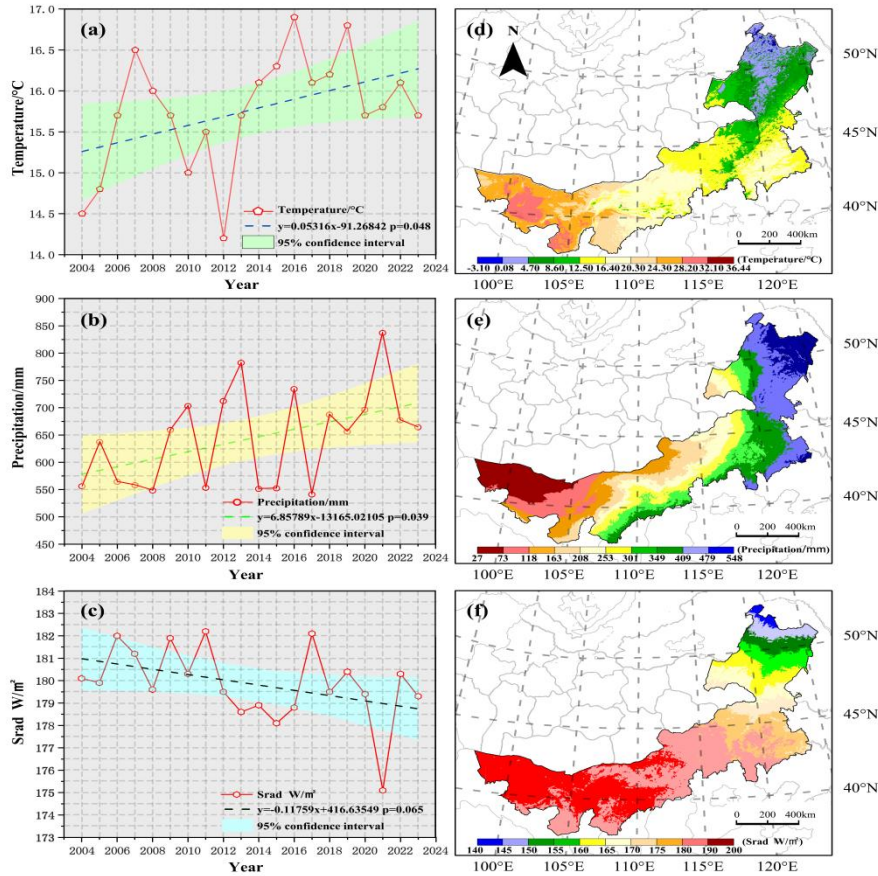 (a)
17.0
16.5
16.0
15.5
15.0
14.5
14.0
Temperature/°C
Temperature/°C
y=0.05316x-91.26842 p=0.048
95% confidence interval
2004 2006 2008 2010 2012 2014 2015 2016 2018 2020 2022 2024
Year
(d)
N
50°N
45°N
40°N
0 200 400km
(Temperature/°C)
-3.10 0.08 4.70 8.60 12.50 16.40 20.30 24.30 28.20 32.10 36.44
100°E 105°E 110°E 115°E 120°E
(b)
900
850
800
750
700
650
600
550
500
450
Precipitation/mm
Precipitation/mm
y=6.85789x-13165.02105 p=0.039
95% confidence interval
2004 2006 2008 2010 2012 2014 2016 2018 2020 2022 2024
Year
(e)
50°N
45°N
40°N
0 200 400km
(Precipitation/mm)
27 73 118 163 208 253 301 349 409 479 548
100°E 105°E 110°E 115°E 120°E
(c)
184
183
182
181
180
179
178
177
176
175
174
173
Srad W/m²
Srad W/m²
y=-0.11759x+416.63549 p=0.065
95% confidence interval
2004 2006 2008 2010 2012 2014 2016 2018 2020 2022 2024
Year
(f)
50°N
45°N
40°N
0 200 400km
(Srad W/m²)
140 145 150 155 160 165 170 175 180 190 200
100°E 105°E 110°E 115°E 120°E